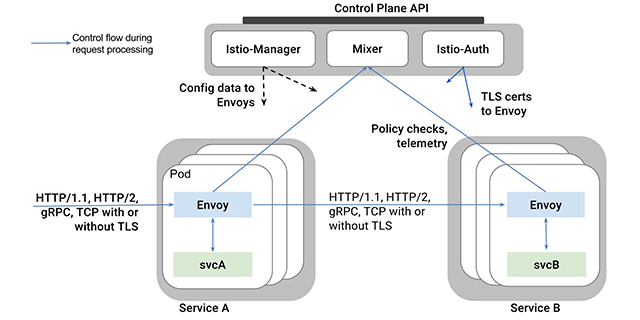 Control Plane API
Control flow during
request processing
Istio-Manager
Mixer
Istio-Auth
Config data to
Envoys
TLS certs
to Envoy
Policy checks,
telemetry
Pod
HTTP/1.1, HTTP/2,
gRPC, TCP with or
without TLS
Envoy
HTTP/1.1, HTTP/2,
gRPC, TCP with or
without TLS
Envoy
svcA
svcB
Service A
Service B